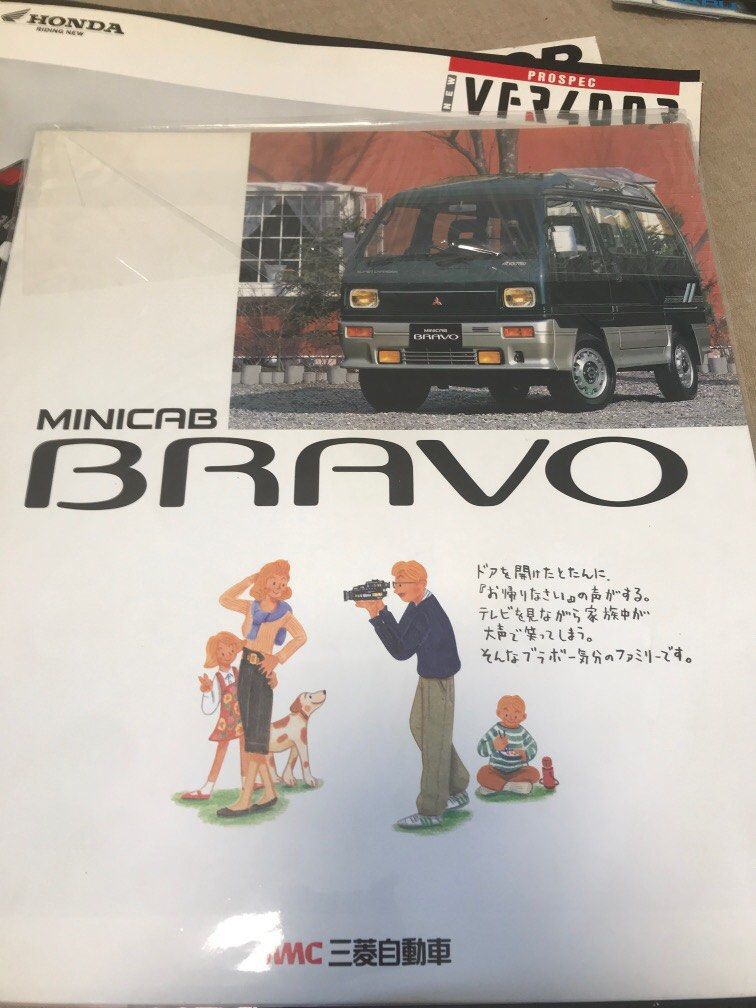 HONDA
RIDING NEW
NEW
PROSPEC
MINICAB
BRAVO
MINICAB
BRAVO
ドアを開けたとたんに、
『お帰りなさい』の声がする。
テレビを見ながら家族中が
大声で笑ってしまう。
そんなブラボー気分のファミリーです。
MMC 三菱自動車